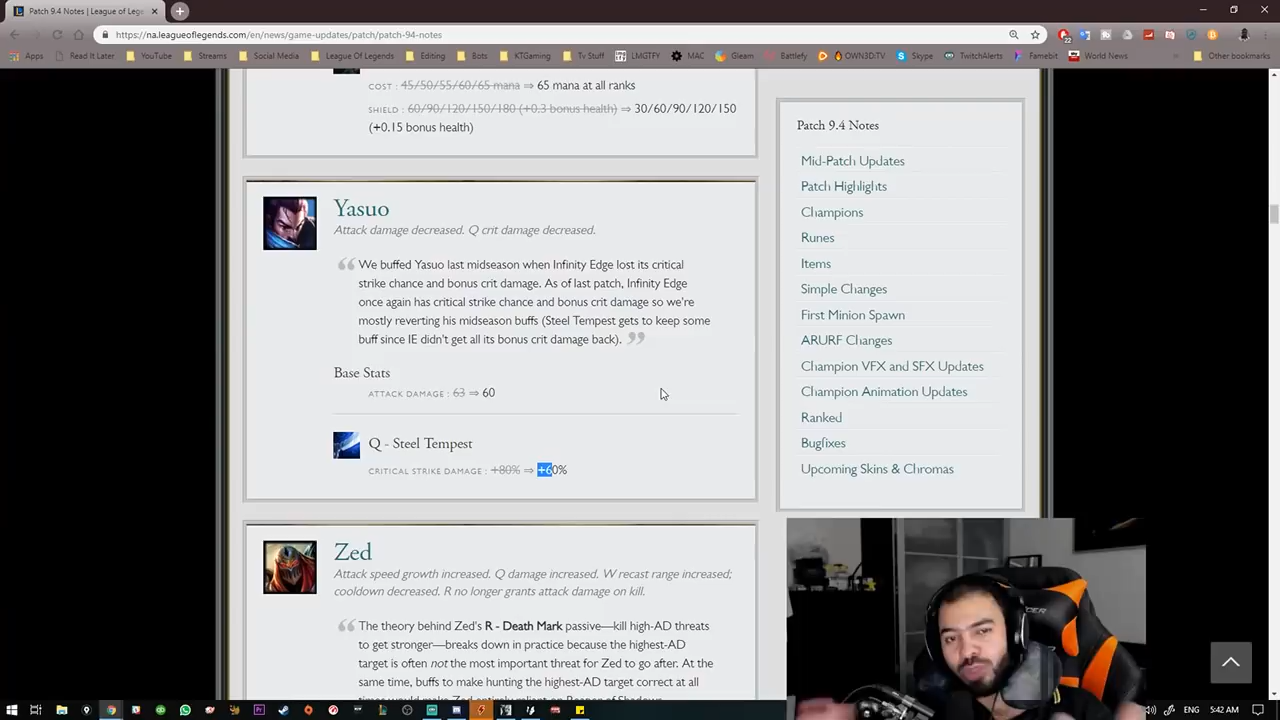 Patch 9.4 Notes | League of Leg
https://na.leagueoflegends.com/en/news/game-updates/patch/patch-94-notes
22
Apps
Read It Later
YouTube
Streams
Social Media
League Of Legends
Editing
Bots
KTGaming
Tv Stuff
LMGTFY
MAC
Gleam
Battlefy
OWN3D.TV
Skype
TwitchAlerts
Famebit
World News
»
Other bookmarks
COST : 45/50/55/60/65 mana ⇒ 65 mana at all ranks
SHIELD : 60/90/120/150/180 (+0.3 bonus health) ⇒ 30/60/90/120/150
(+0.15 bonus health)
Yasuo
Attack damage decreased. Q crit damage decreased.
We buffed Yasuo last midseason when Infinity Edge lost its critical
strike chance and bonus crit damage. As of last patch, Infinity Edge
once again has critical strike chance and bonus crit damage so we're
mostly reverting his midseason buffs (Steel Tempest gets to keep some
buff since IE didn't get all its bonus crit damage back).
Base Stats
ATTACK DAMAGE : 63 ⇒ 60
Q - Steel Tempest
CRITICAL STRIKE DAMAGE : +80% ⇒ +60%
Zed
Attack speed growth increased. Q damage increased. W recast range increased;
cooldown decreased. R no longer grants attack damage on kill.
The theory behind Zed's R - Death Mark passive—kill high-AD threats
to get stronger—breaks down in practice because the highest-AD
target is often not the most important threat for Zed to go after. At the
same time, buffs to make hunting the highest-AD target correct at all
times would make Zed entirely reliant on Reaper of Shadows
Patch 9.4 Notes
Mid-Patch Updates
Patch Highlights
Champions
Runes
Items
Simple Changes
First Minion Spawn
ARURF Changes
Champion VFX and SFX Updates
Champion Animation Updates
Ranked
Bugfixes
Upcoming Skins & Chromas
ENG
5:42 AM